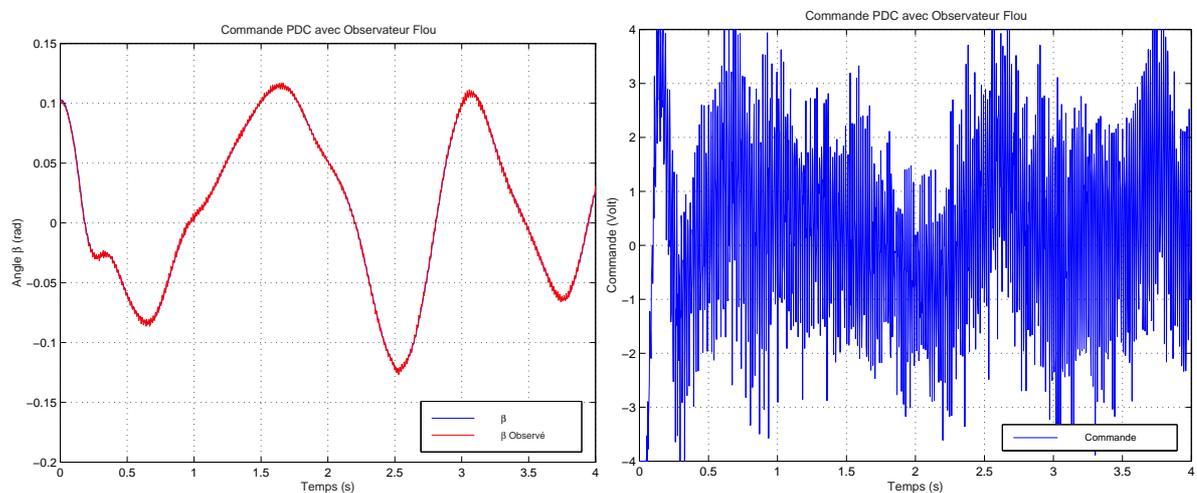 Commande PDC avec Observateur Flou
0.15
0.1
0.05
0
−0.05
−0.1
−0.15
−0.2
Angle β (rad)
β
β Observé
0 0.5 1 1.5 2 2.5 3 3.5 4
Temps (s)
Commande PDC avec Observateur Flou
4
3
2
1
0
−1
−2
−3
−4
Commande (Volt)
Commande
0 0.5 1 1.5 2 2.5 3 3.5 4
Temps (s)